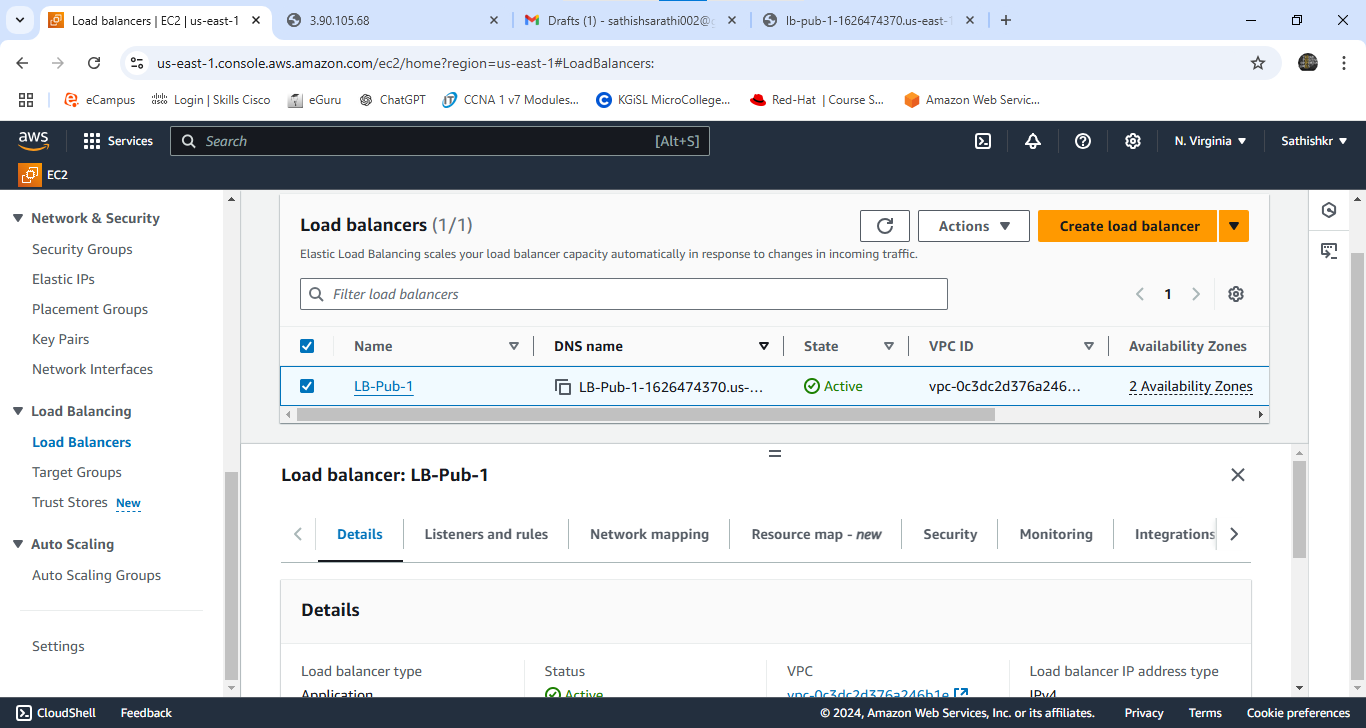 Load balancers | EC2 | us-east-1
3.90.105.68
Drafts (1) - sathishsarathi002@
lb-pub-1-1626474370.us-east-1
us-east-1.console.aws.amazon.com/ec2/home?region=us-east-1#LoadBalancers:
eCampus
Login | Skills Cisco
eGuru
ChatGPT
CCNA 1 v7 Modules...
KGiSL MicroCollege...
Red-Hat | Course S...
Amazon Web Servic...
aws
Services
Search
[Alt+S]
N. Virginia
Sathishkr
EC2
Network & Security
Security Groups
Elastic IPs
Placement Groups
Key Pairs
Network Interfaces
Load Balancing
Load Balancers
Target Groups
Trust Stores New
Auto Scaling
Auto Scaling Groups
Settings
Load balancers (1/1)
Actions
Create load balancer
Elastic Load Balancing scales your load balancer capacity automatically in response to changes in incoming traffic.
Filter load balancers
1
Name
DNS name
State
VPC ID
Availability Zones
LB-Pub-1
LB-Pub-1-1626474370.us-...
Active
vpc-0c3dc2d376a246...
2 Availability Zones
Load balancer: LB-Pub-1
Details
Listeners and rules
Network mapping
Resource map - new
Security
Monitoring
Integrations
Details
Load balancer type
Status
VPC
Load balancer IP address type
Application
Active
vpc-0c3dc2d376a246b1e
IPv4
CloudShell
Feedback
© 2024, Amazon Web Services, Inc. or its affiliates.
Privacy
Terms
Cookie preferences